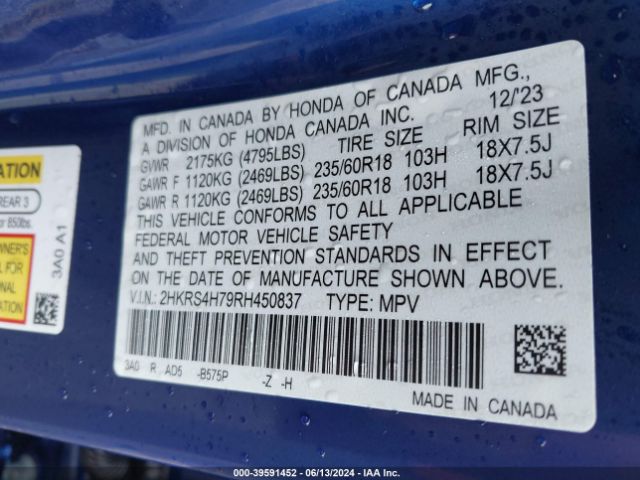 MFD. IN CANADA BY HONDA OF CANADA MFG.,
A DIVISION OF HONDA CANADA INC. 12/'23
GVWR 2175KG (4795LBS) TIRE SIZE RIM SIZE
GAWR F 1120KG (2469LBS) 235/60R18 103H 18X7.5J
GAWR R 1120KG (2469LBS) 235/60R18 103H 18X7.5J
THIS VEHICLE CONFORMS TO ALL APPLICABLE
FEDERAL MOTOR VEHICLE SAFETY
AND THEFT PREVENTION STANDARDS IN EFFECT
ON THE DATE OF MANUFACTURE SHOWN ABOVE.
V.I.N.: 2HKRS4H79RH450837 TYPE: MPV
3A0 R AD5 -B575P -Z -H
MADE IN CANADA
REAR 3
or 850lbs.
3A0 A1
000-39591452 - 06/13/2024 - IAA Inc.